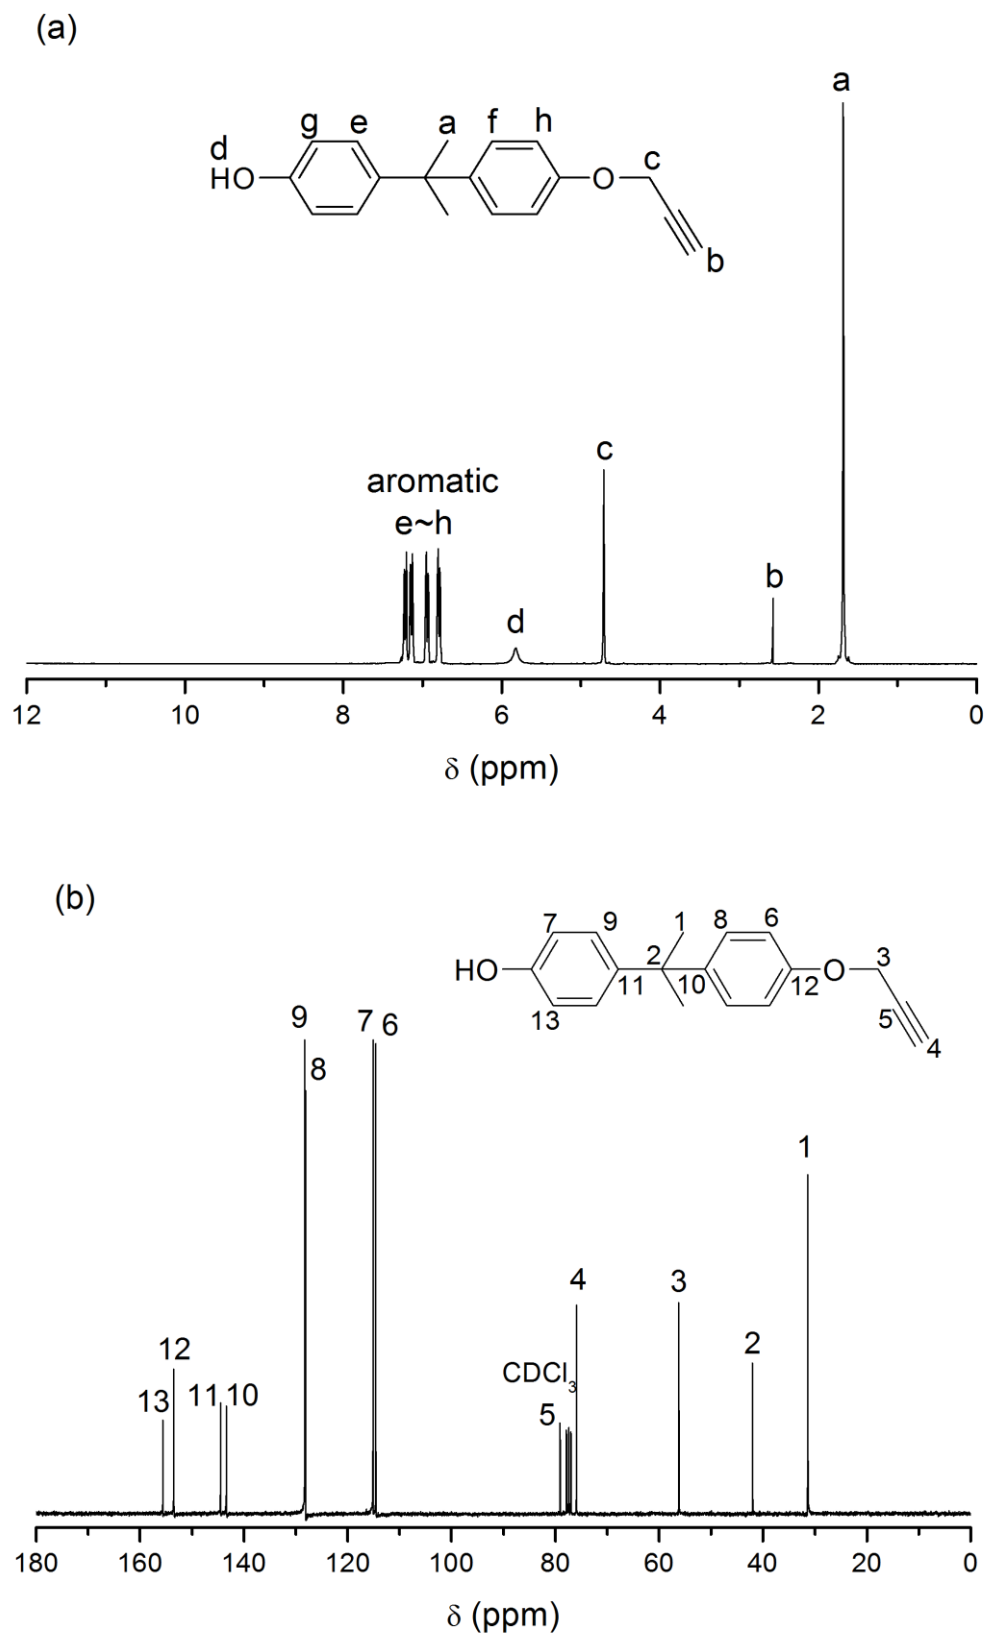 (a)
a
g e a f h
d
HO
c
O
b
c
aromatic
e~h
b
d
12 10 8 6 4 2 0
δ (ppm)
(b)
7 9 1 8 6
3
2
HO
O
11 10 12
13
5
4
9
7 6
8
1
4 3
2
12
CDCl₃
13 11 10
5
180 160 140 120 100 80 60 40 20 0
δ (ppm)